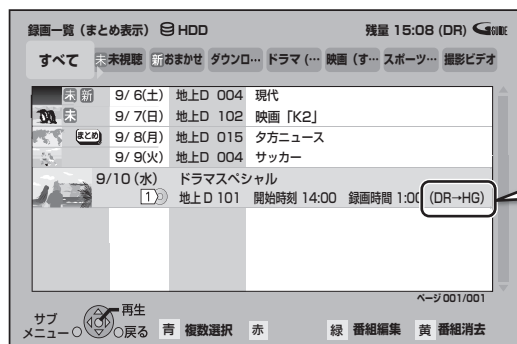 録画一覧（まとめ表示） HDD 残量 15:08 (DR) GGUIDE
すべて 未未視聴 新おまかせ ダウンロ… ドラマ (… 映画（す… スポーツ… 撮影ビデオ
未 新 9/ 6(土) 地上D 004 現代
未 9/ 7(日) 地上D 102 映画「K2」
まとめ 9/ 8(月) 地上D 015 夕方ニュース
9/ 9(火) 地上D 004 サッカー
9/10 (水) ドラマスペシャル
1 地上D 101 開始時刻 14:00 録画時間 1:00 (DR→HG)
ページ 001/001
サブメニュー 再生 戻る 青 複数選択 赤 緑 番組編集 黄 番組消去